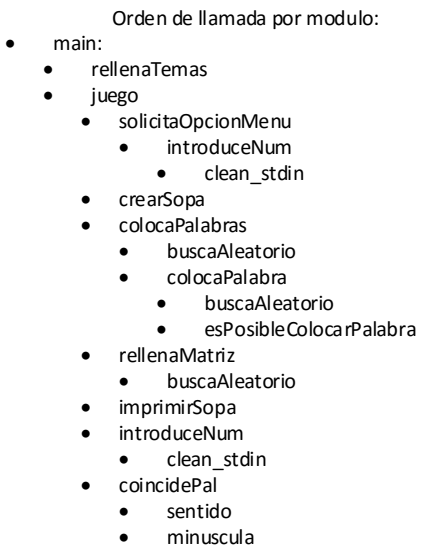 Orden de llamada por modulo:
• main:
• rellenaTemas
• juego
• solicitaOpcionMenu
• introduceNum
• clean_stdin
• crearSopa
• colocaPalabras
• buscaAleatorio
• colocaPalabra
• buscaAleatorio
• esPosibleColocarPalabra
• rellenaMatriz
• buscaAleatorio
• imprimirSopa
• introduceNum
• clean_stdin
• coincidePal
• sentido
• minuscula